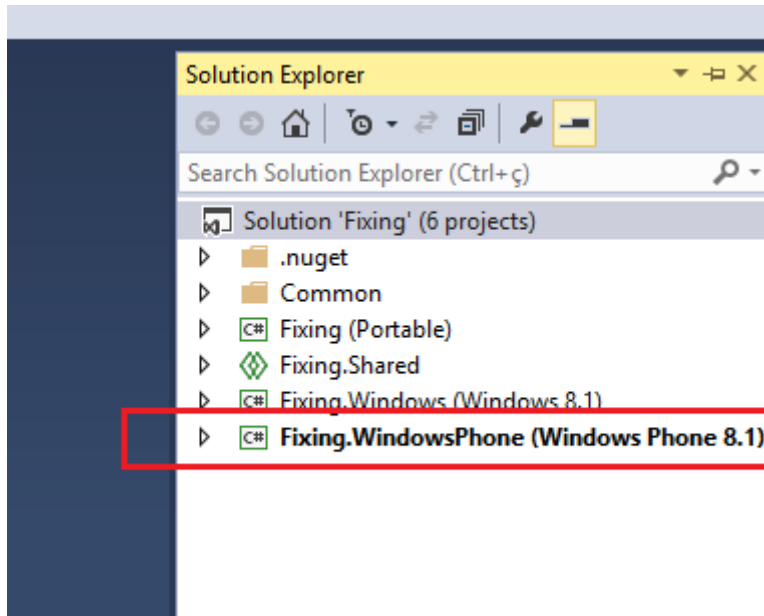 Solution Explorer
Search Solution Explorer (Ctrl+ç)
Solution 'Fixing' (6 projects)
.nuget
Common
C# Fixing (Portable)
Fixing.Shared
C# Fixing.Windows (Windows 8.1)
C# Fixing.WindowsPhone (Windows Phone 8.1)